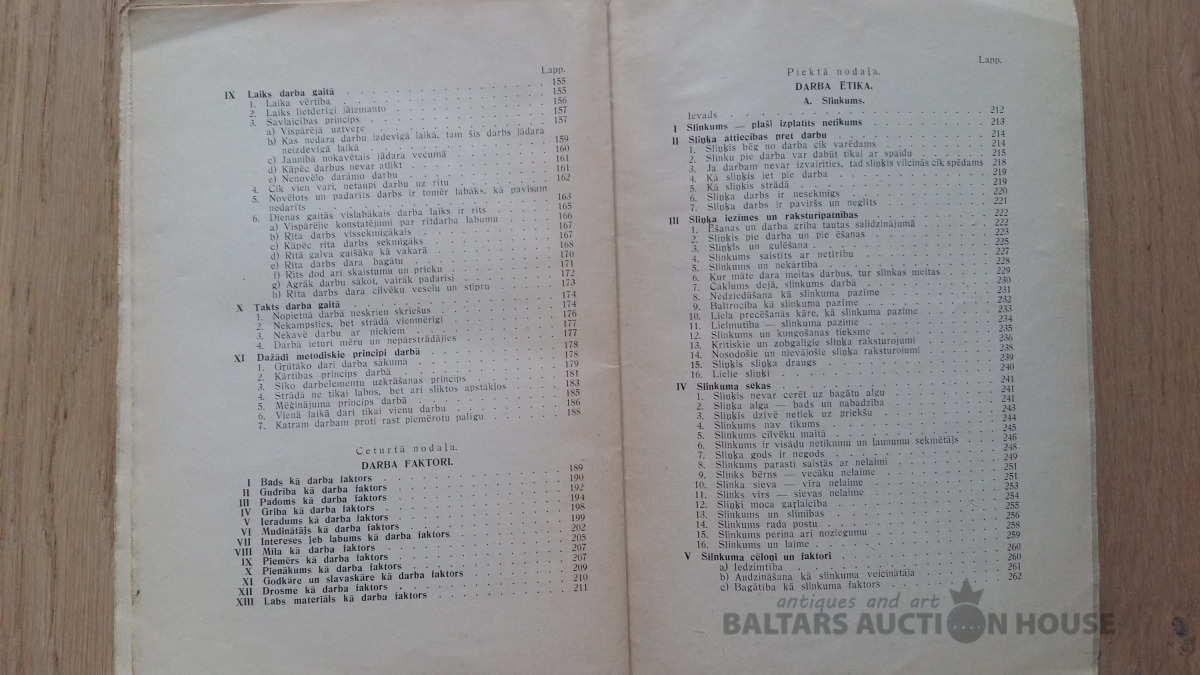 Lapp.
IX Laiks darba gaitā 155
1. Laika vērtība 155
2. Laiks lietderīgi jāizmanto 156
3. Savlaicības princips 157
a) Vispārējā uztvere 157
b) Kas nedara darbu izdevīgā laikā, tam šis darbs jādara
neizdevīgā laikā 159
c) Jaunībā nokavētais jādara vecumā 160
d) Kāpēc darbus nevar atlikt 161
e) Nenovēlo darāmo darbu 161
4. Cik vien vari, netaupi darbu uz rītu 162
5. Novēlots un padarīts darbs ir tomēr labāks, kā pavisam
nedarīts 163
6. Dienas gaitās vislabākais darba laiks ir rīts 165
a) Vispārējie konstatējumi par rītdarba labumu 166
b) Rīta darbs vissekmīgākais 167
c) Kāpēc rīta darbs sekmīgāks 167
d) Rītā galva gaišāka kā vakarā 168
e) Rīta darbs dara bagātu 170
f) Rīts dod arī skaistumu un prieku 171
g) Agrāk darbu sākot, vairāk padarīsi 172
h) Rīta darbs dara cilvēku veselu un stipru 173
X Takts darba gaitā 174
1. Nopietnā darbā neskrien skriešus 174
2. Nekampsties, bet strādā vienmērīgi 176
3. Nekavē darbu ar niekiem 177
4. Darbā ieturi mēru un nepārstrādājies 177
XI Dažādi metodiskie principi darbā 178
1. Grūtāko dari darba sākumā 178
2. Kārtības princips darbā 179
3. Sīko darbelementu uzkrāšanas princips 181
4. Strādā ne tikai labos, bet arī sliktos apstākļos 183
5. Mēģinājuma princips darbā 185
6. Vienā laikā dari tikai vienu darbu 186
7. Katram darbam proti rast piemērotu palīgu 188
Ceturtā nodaļa.
DARBA FAKTORI.
I Bads kā darba faktors 189
II Gudrība kā darba faktors 190
III Padoms kā darba faktors 192
IV Griba kā darba faktors 194
V Ieradums kā darba faktors 198
VI Mudinātājs kā darba faktors 199
VII Intereses jeb labums kā darba faktors 202
VIII Mīla kā darba faktors 205
IX Piemērs kā darba faktors 207
X Pienākums kā darba faktors 207
XI Godkāre un slavaskāre kā darba faktors 209
XII Drosme kā darba faktors 210
XIII Labs materiāls kā darba faktors 211
Lapp.
Piektā nodaļa.
DARBA ĒTIKA.
A. Slinkums.
Ievads 212
I Slinkums — plaši izplatīts netikums 213
II Sliņķa attiecības pret darbu 214
1. Sliņķis bēg no darba cik varēdams 214
2. Slinku pie darba var dabūt tikai ar spaidu 215
3. Ja darbam nevar izvairīties, tad sliņķis vilcinās cik spēdams 218
4. Kā sliņķis iet pie darba 219
5. Kā sliņķis strādā 219
6. Sliņķa darbs ir nesekmīgs 220
7. Sliņķa darbs ir paviršs un neglīts 221
III Sliņķa iezīmes un raksturīpatnības 222
1. Ēšanas un darba griba tautas salīdzinājumā 222
2. Sliņķis pie darba un pie ēšanas 223
3. Sliņķis un gulēšana 225
4. Slinkums saistīts ar netīrību 227
5. Slinkums un nekārtība 228
6. Kur māte dara meitas darbus, tur slinkas meitas 229
7. Čaklums dejā, slinkums darbā 230
8. Nedziedāšana kā slinkuma pazīme 231
9. Baltrocība kā slinkuma pazīme 232
10. Liela precēšanās kāre, kā slinkuma pazīme 233
11. Lielmutība — slinkuma pazīme 234
12. Slinkums un kungošanas tieksme 235
13. Kritiskie un zobgalīgie sliņķa raksturojumi 236
14. Nosodošie un nievājošie sliņķa raksturojumi 238
15. Sliņķis sliņķa draugs 239
16. Lielie sliņķi 240
IV Slinkuma sekas 241
1. Sliņķis nevar cerēt uz bagātu algu 241
2. Sliņķa alga — bads un nabadzība 241
3. Sliņķis dzīvē netiek uz priekšu 243
4. Slinkums nav tikums 244
5. Slinkums cilvēku maitā 245
6. Slinkums ir visādu netikumu un ļaunumu sekmētājs 246
7. Sliņķa gods ir negods 248
8. Slinkums parasti saistās ar nelaimi 249
9. Slinks bērns — vecāku nelaime 251
10. Slinka sieva — vīra nelaime 251
11. Slinks vīrs — sievas nelaime 253
12. Sliņķi moca garlaicība 254
13. Slinkums un slimības 255
14. Slinkums rada postu 256
15. Slinkums perina arī noziegumu 258
16. Slinkums un laime 259
V Slinkuma cēloņi un faktori 260
a) Iedzimtība 260
b) Audzināšana kā slinkuma veicinātāja 261
c) Bagātība kā slinkuma faktors 262
antiques and art
BALTARS AUCTION HOUSE